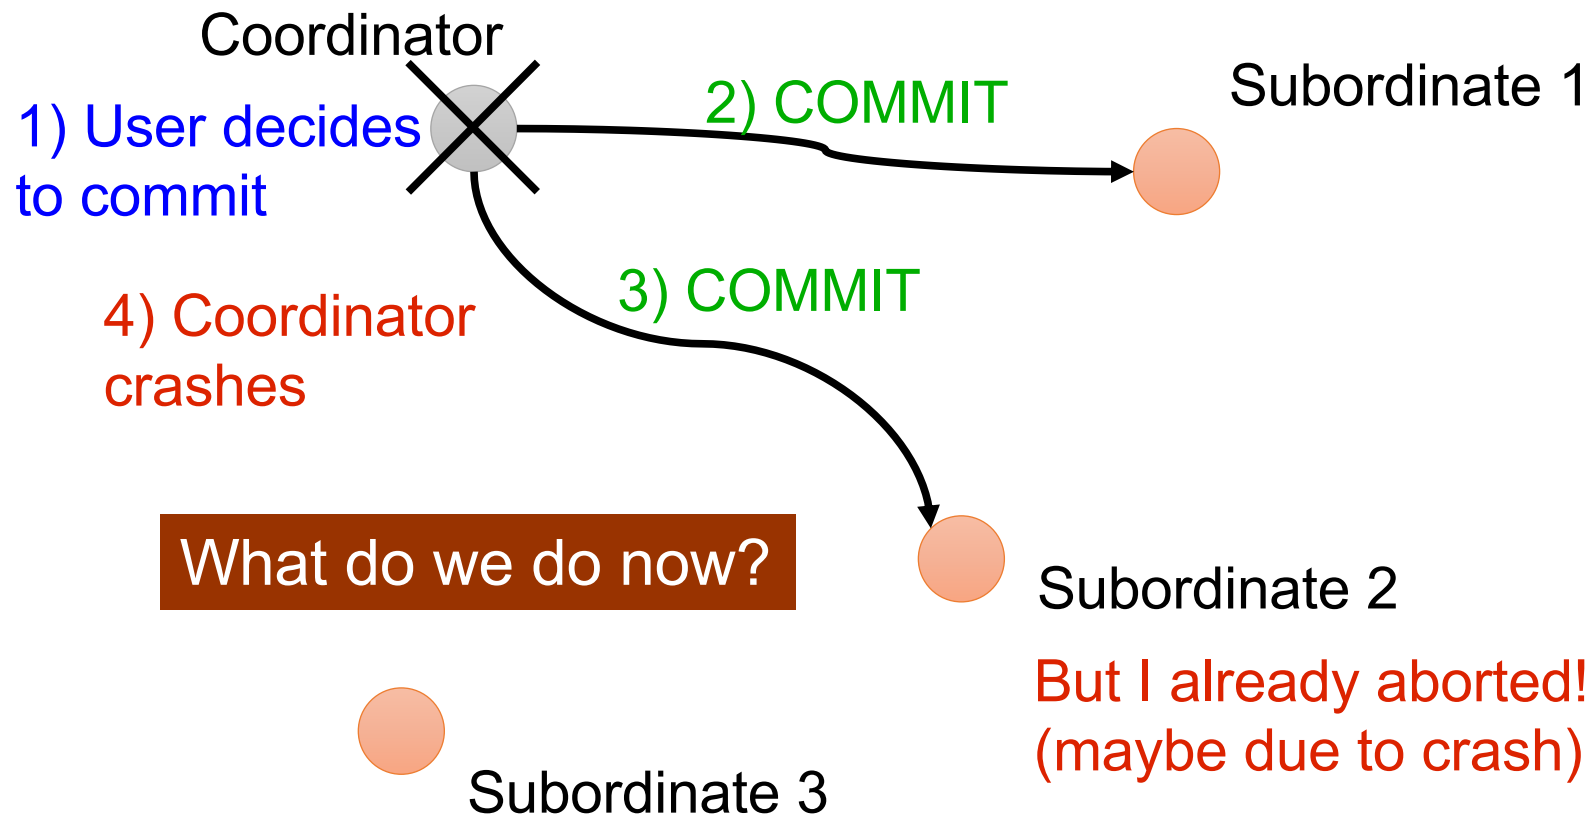 Coordinator
1) User decides
to commit
2) COMMIT
Subordinate 1
3) COMMIT
4) Coordinator
crashes
What do we do now?
Subordinate 2
But I already aborted!
(maybe due to crash)
Subordinate 3